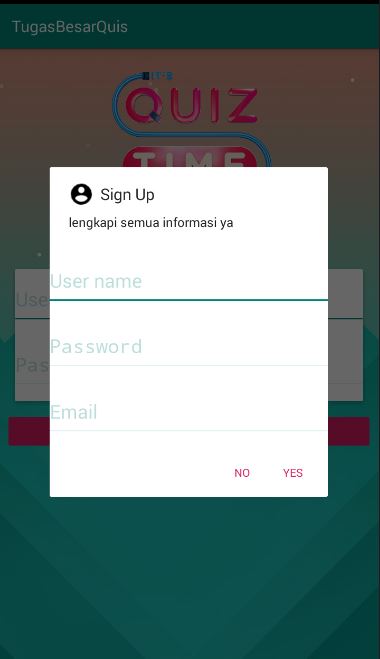 TugasBesarQuis
IT'S
QUIZ
TIME
Sign Up
lengkapi semua informasi ya
User name
Use
Password
Pas
Email
NO YES